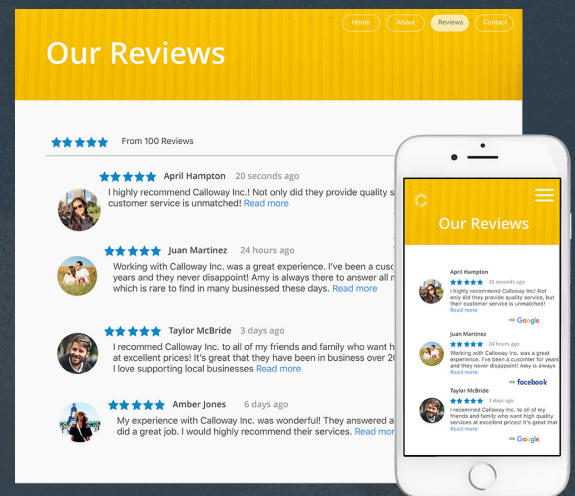 Home About Reviews Contact
Our Reviews
From 100 Reviews
April Hampton 20 seconds ago
I highly recommend Calloway Inc.! Not only did they provide quality s
customer service is unmatched! Read more
Juan Martinez 24 hours ago
Working with Calloway Inc. was a great experience. I've been a cusc
years and they never disappoint! Amy is always there to answer all
which is rare to find in many businessed these days. Read more
Taylor McBride 3 days ago
I recommed Calloway Inc. to all of my friends and family who want h
at excellent prices! It's great that they have been in business over 20
I love supporting local businesses Read more
Amber Jones 6 days ago
My experience with Calloway Inc. was wonderful! They answered a
did a great job. I would highly recommend their services. Read mor
Our Reviews
April Hampton
20 seconds ago
I highly recommend Calloway Inc! Not
only did they provide quality service, but
their customer service is unmatched!
Read more
via Google
Juan Martinez
24 hours ago
Working with Calloway Inc. was a great
experience. I've been a cusomter for years
and they never disappoint! Amy is always
Read more
via facebook
Taylor McBride
3 days ago
I recommed Calloway Inc. to all of my
friends and family who want high quality
services at excellent prices! It's great that
Read more
via Google